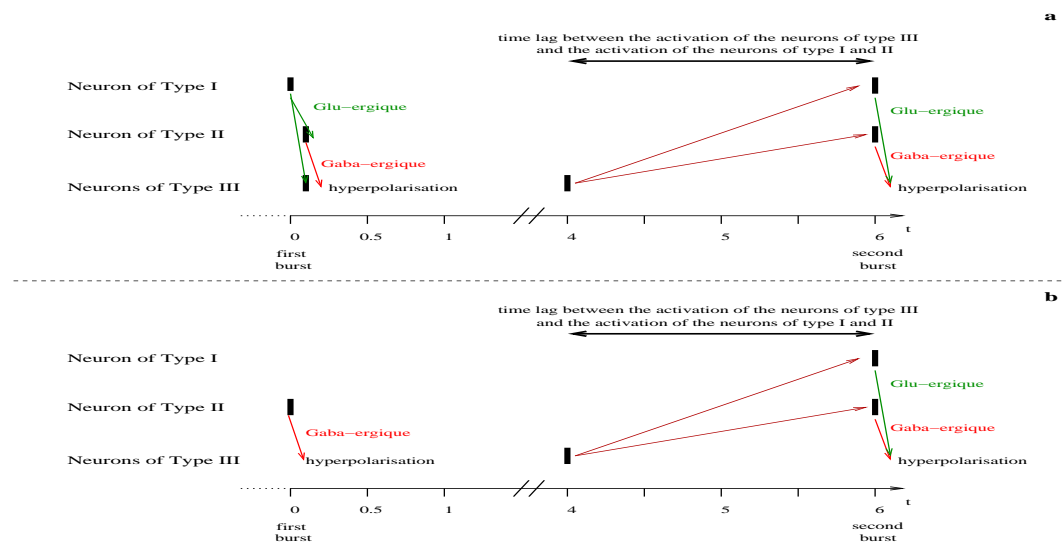 a
time lag between the activation of the neurons of type III
and the activation of the neurons of type I and II
Neuron of Type I
Glu-ergique
Glu-ergique
Neuron of Type II
Gaba-ergique
Gaba-ergique
Neurons of Type III
hyperpolarisation
hyperpolarisation
t
0
0.5
1
4
5
6
first
burst
second
burst
b
time lag between the activation of the neurons of type III
and the activation of the neurons of type I and II
Neuron of Type I
Glu-ergique
Neuron of Type II
Gaba-ergique
Gaba-ergique
Neurons of Type III
hyperpolarisation
hyperpolarisation
t
0
0.5
1
4
5
6
first
burst
second
burst